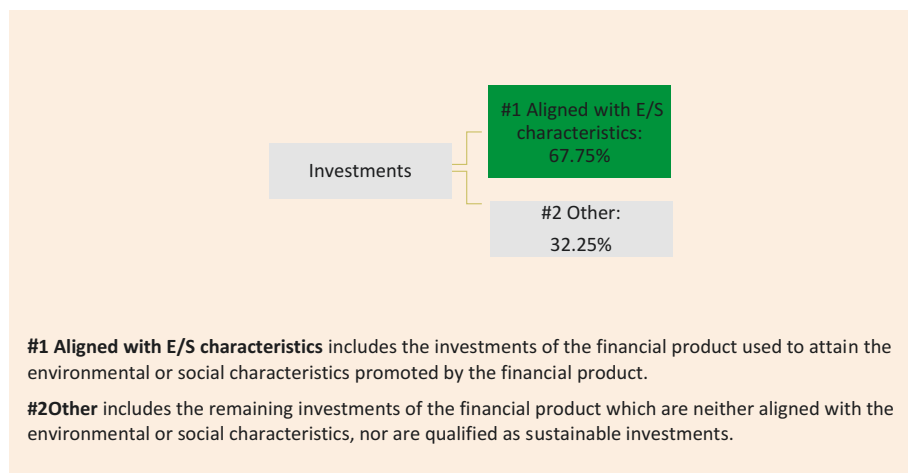 #1 Aligned with E/S
characteristics:
67.75%
Investments
#2 Other:
32.25%
#1 Aligned with E/S characteristics includes the investments of the financial product used to attain the
environmental or social characteristics promoted by the financial product.
#2Other includes the remaining investments of the financial product which are neither aligned with the
environmental or social characteristics, nor are qualified as sustainable investments.